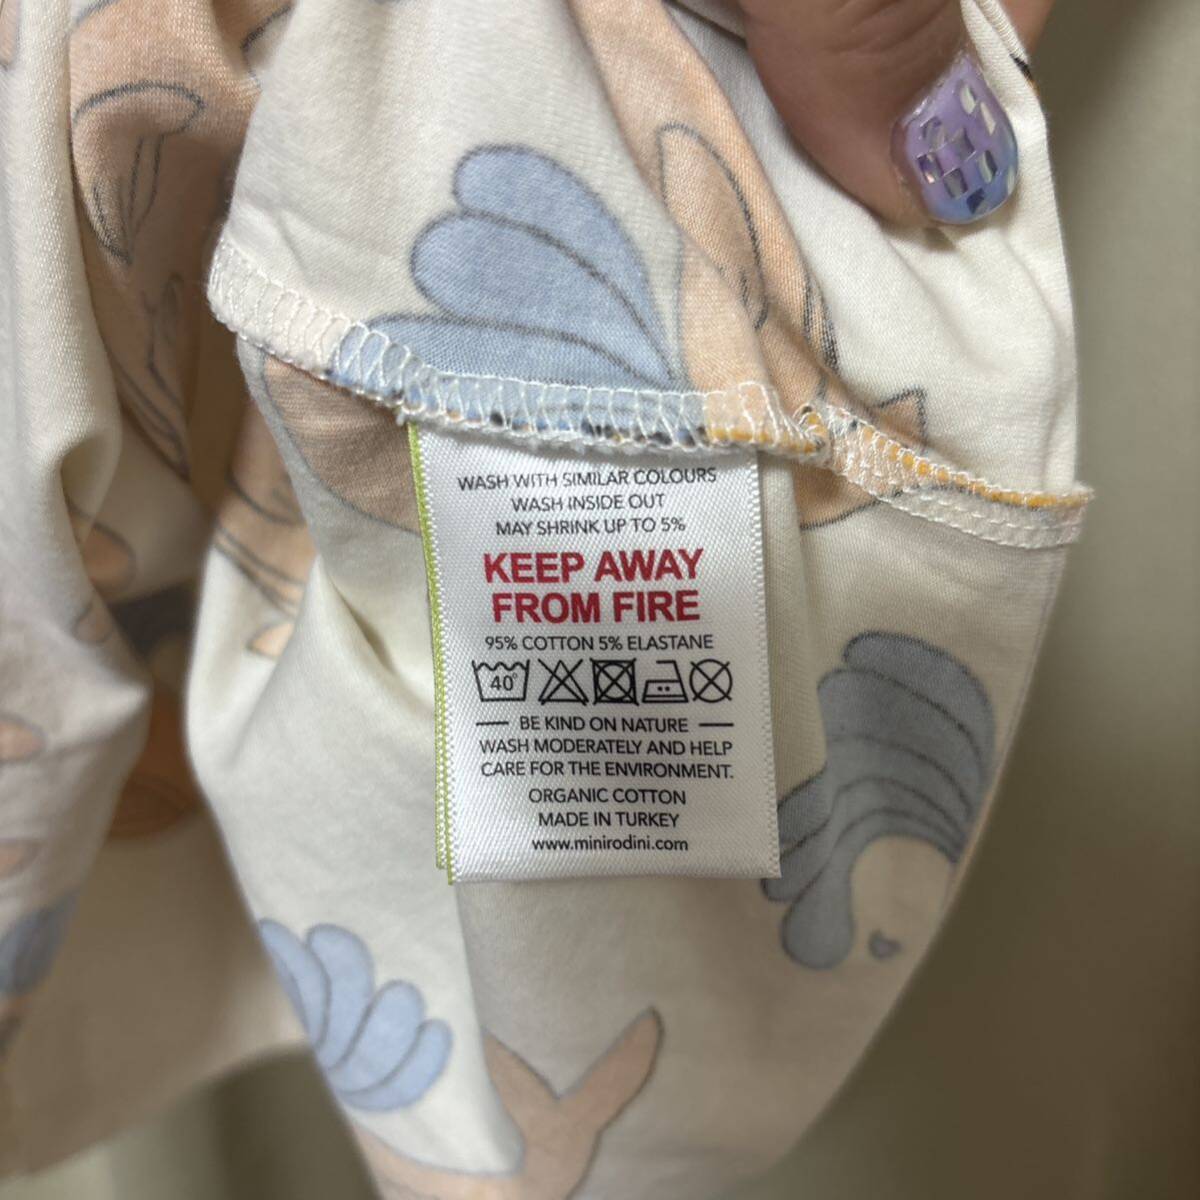 WASH WITH SIMILAR COLOURS
WASH INSIDE OUT
MAY SHRINK UP TO 5%
KEEP AWAY
FROM FIRE
95% COTTON 5% ELASTANE
40°
BE KIND ON NATURE
WASH MODERATELY AND HELP
CARE FOR THE ENVIRONMENT.
ORGANIC COTTON
MADE IN TURKEY
www.minirodini.com